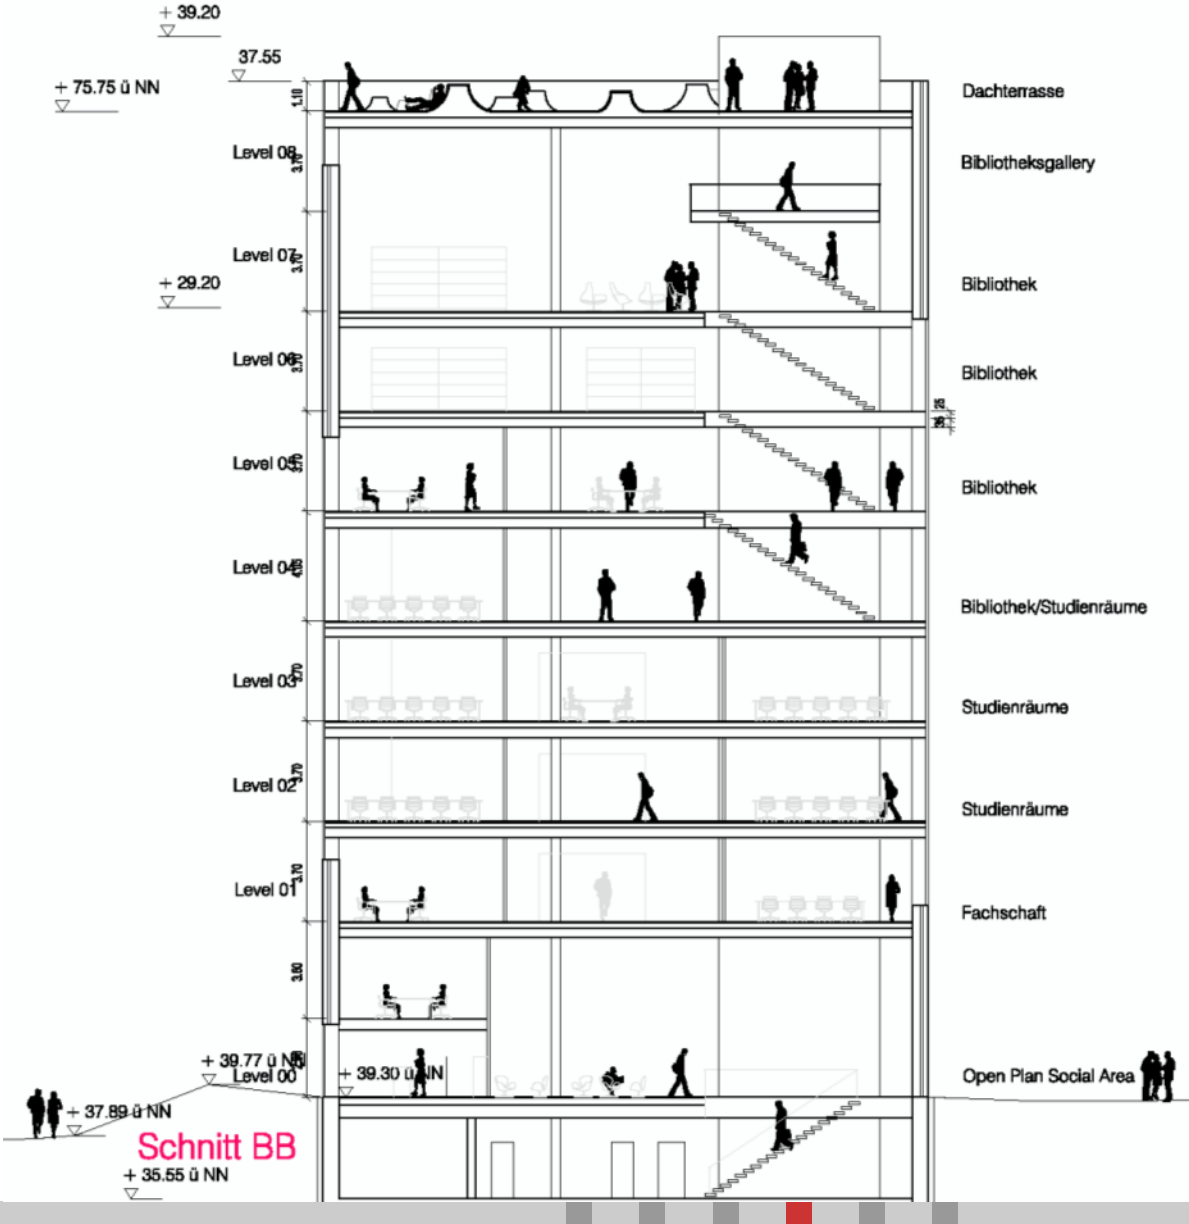 + 39.20
37.55
+ 75.75 ü NN
1.10
Dachterrasse
Level 08
3.70
Bibliotheksgallery
Level 07
3.70
+ 29.20
Bibliothek
Level 06
3.70
Bibliothek
25
35
Level 05
3.70
Bibliothek
Level 04
Bibliothek/Studienräume
Level 03
3.70
Studienräume
Level 02
3.70
Studienräume
Level 01
3.70
Fachschaft
3.80
+ 39.77 ü NN
+ 39.30 ü NN
Level 00
Open Plan Social Area
+ 37.89 ü NN
Schnitt BB
+ 35.55 ü NN